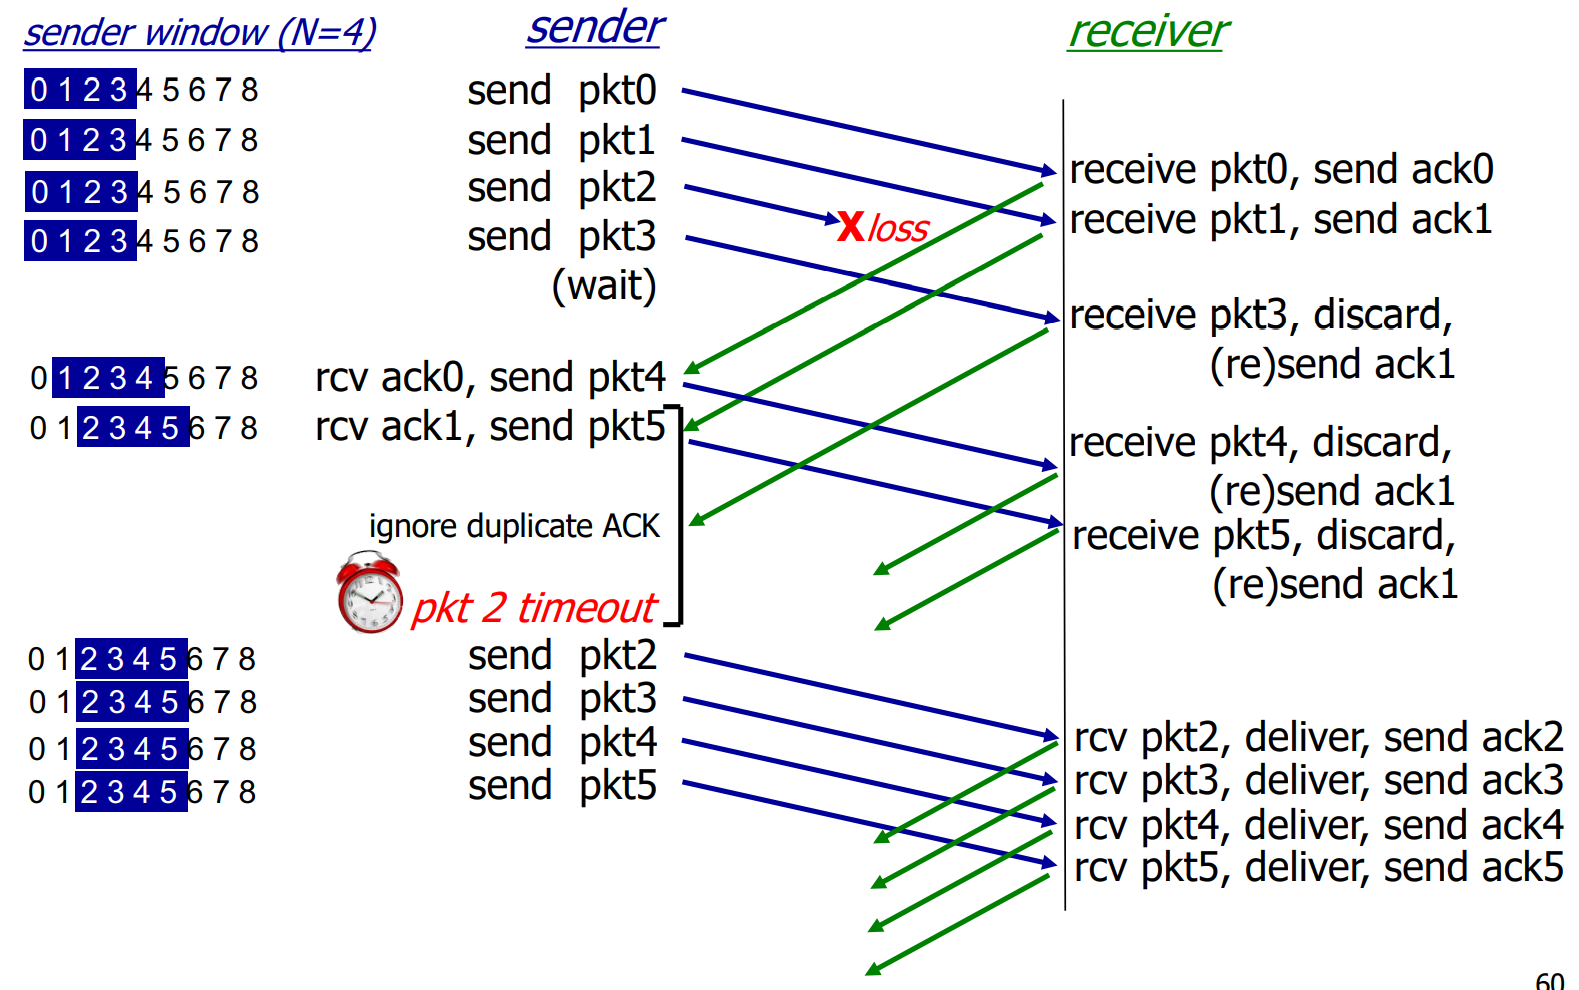 sender window (N=4) sender receiver
0 1 2 3 4 5 6 7 8 send pkt0
0 1 2 3 4 5 6 7 8 send pkt1
0 1 2 3 4 5 6 7 8 send pkt2
0 1 2 3 4 5 6 7 8 send pkt3
(wait)
X loss
receive pkt0, send ack0
receive pkt1, send ack1
receive pkt3, discard,
(re)send ack1
0 1 2 3 4 5 6 7 8 rcv ack0, send pkt4
0 1 2 3 4 5 6 7 8 rcv ack1, send pkt5
receive pkt4, discard,
(re)send ack1
receive pkt5, discard,
(re)send ack1
ignore duplicate ACK
pkt 2 timeout
0 1 2 3 4 5 6 7 8 send pkt2
0 1 2 3 4 5 6 7 8 send pkt3
0 1 2 3 4 5 6 7 8 send pkt4
0 1 2 3 4 5 6 7 8 send pkt5
rcv pkt2, deliver, send ack2
rcv pkt3, deliver, send ack3
rcv pkt4, deliver, send ack4
rcv pkt5, deliver, send ack5
60